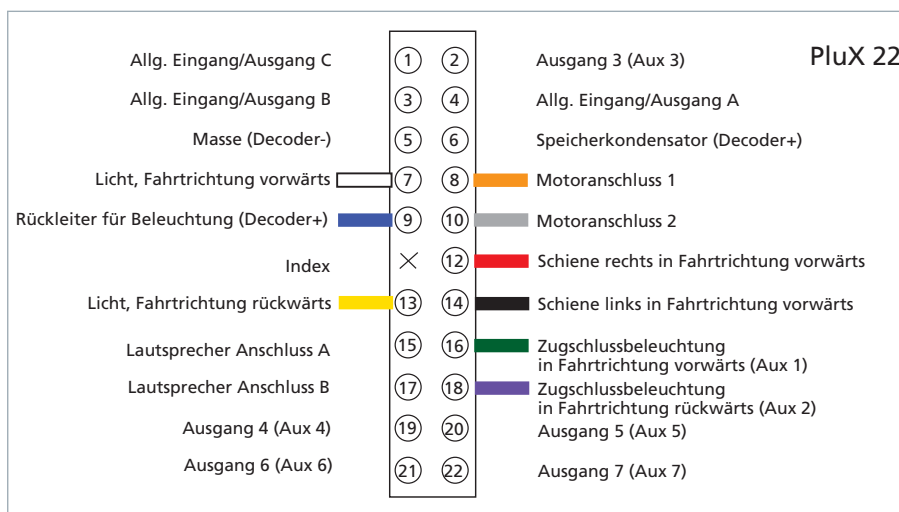 PluX 22
Allg. Eingang/Ausgang C 1 2 Ausgang 3 (Aux 3)
Allg. Eingang/Ausgang B 3 4 Allg. Eingang/Ausgang A
Masse (Decoder-) 5 6 Speicherkondensator (Decoder+)
Licht, Fahrtrichtung vorwärts 7 8 Motoranschluss 1
Rückleiter für Beleuchtung (Decoder+) 9 10 Motoranschluss 2
Index 12 Schiene rechts in Fahrtrichtung vorwärts
Licht, Fahrtrichtung rückwärts 13 14 Schiene links in Fahrtrichtung vorwärts
Lautsprecher Anschluss A 15 16 Zugschlussbeleuchtung
in Fahrtrichtung vorwärts (Aux 1)
Lautsprecher Anschluss B 17 18 Zugschlussbeleuchtung
in Fahrtrichtung rückwärts (Aux 2)
Ausgang 4 (Aux 4) 19 20 Ausgang 5 (Aux 5)
Ausgang 6 (Aux 6) 21 22 Ausgang 7 (Aux 7)